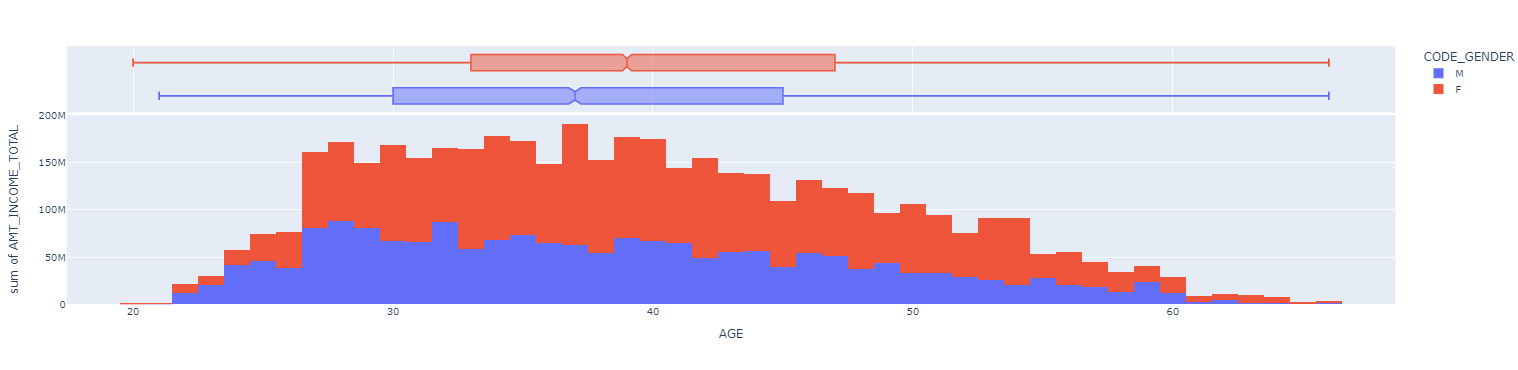 CODE_GENDER
M
F
200M
150M
100M
50M
0
sum of AMT_INCOME_TOTAL
20 30 40 50 60
AGE